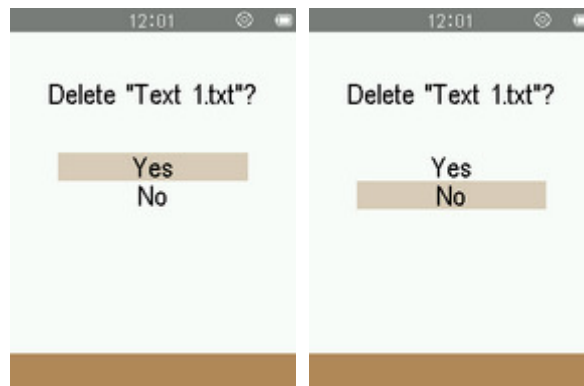 12:01
Delete "Text 1.txt"?
Yes
No
12:01
Delete "Text 1.txt"?
Yes
No